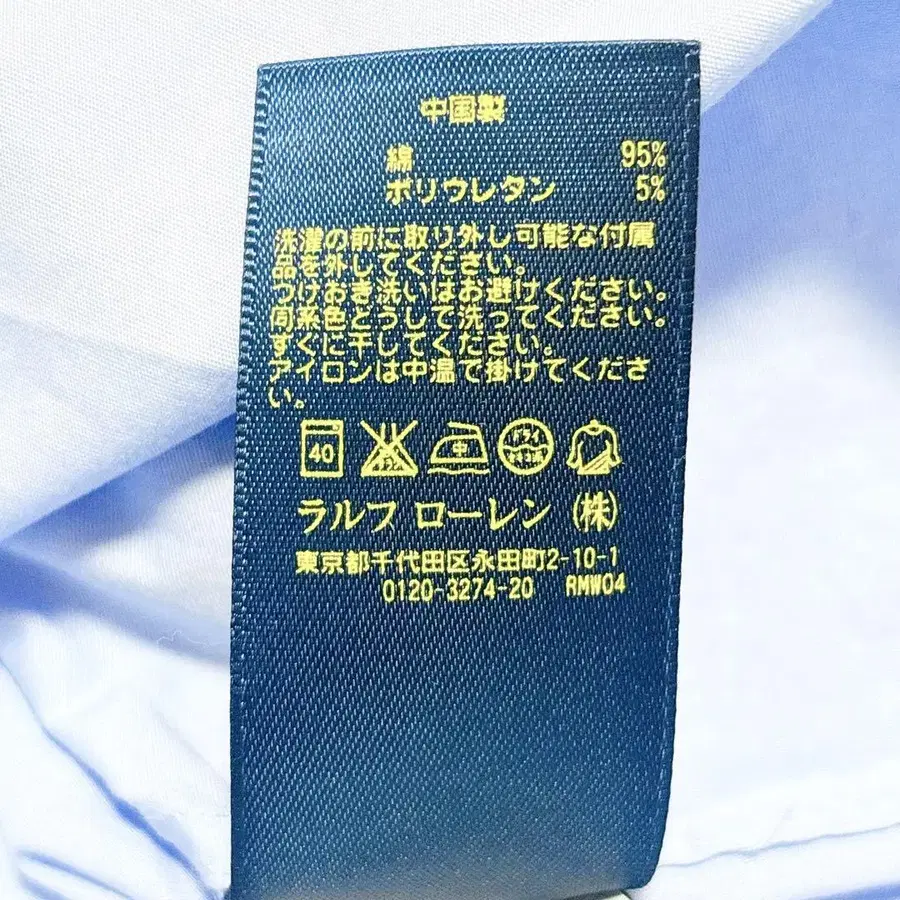 中国製
綿 95%
ポリウレタン 5%
洗濯の前に取り外し可能な付属
品を外してください。
つけおき洗いはお避けください。
同系色どうしで洗ってください。
すぐに干してください。
アイロンは中温で掛けてくださ
い。
40 中 ドライ
ラルフ ローレン (株)
東京都千代田区永田町2-10-1
0120-3274-20 RMW04